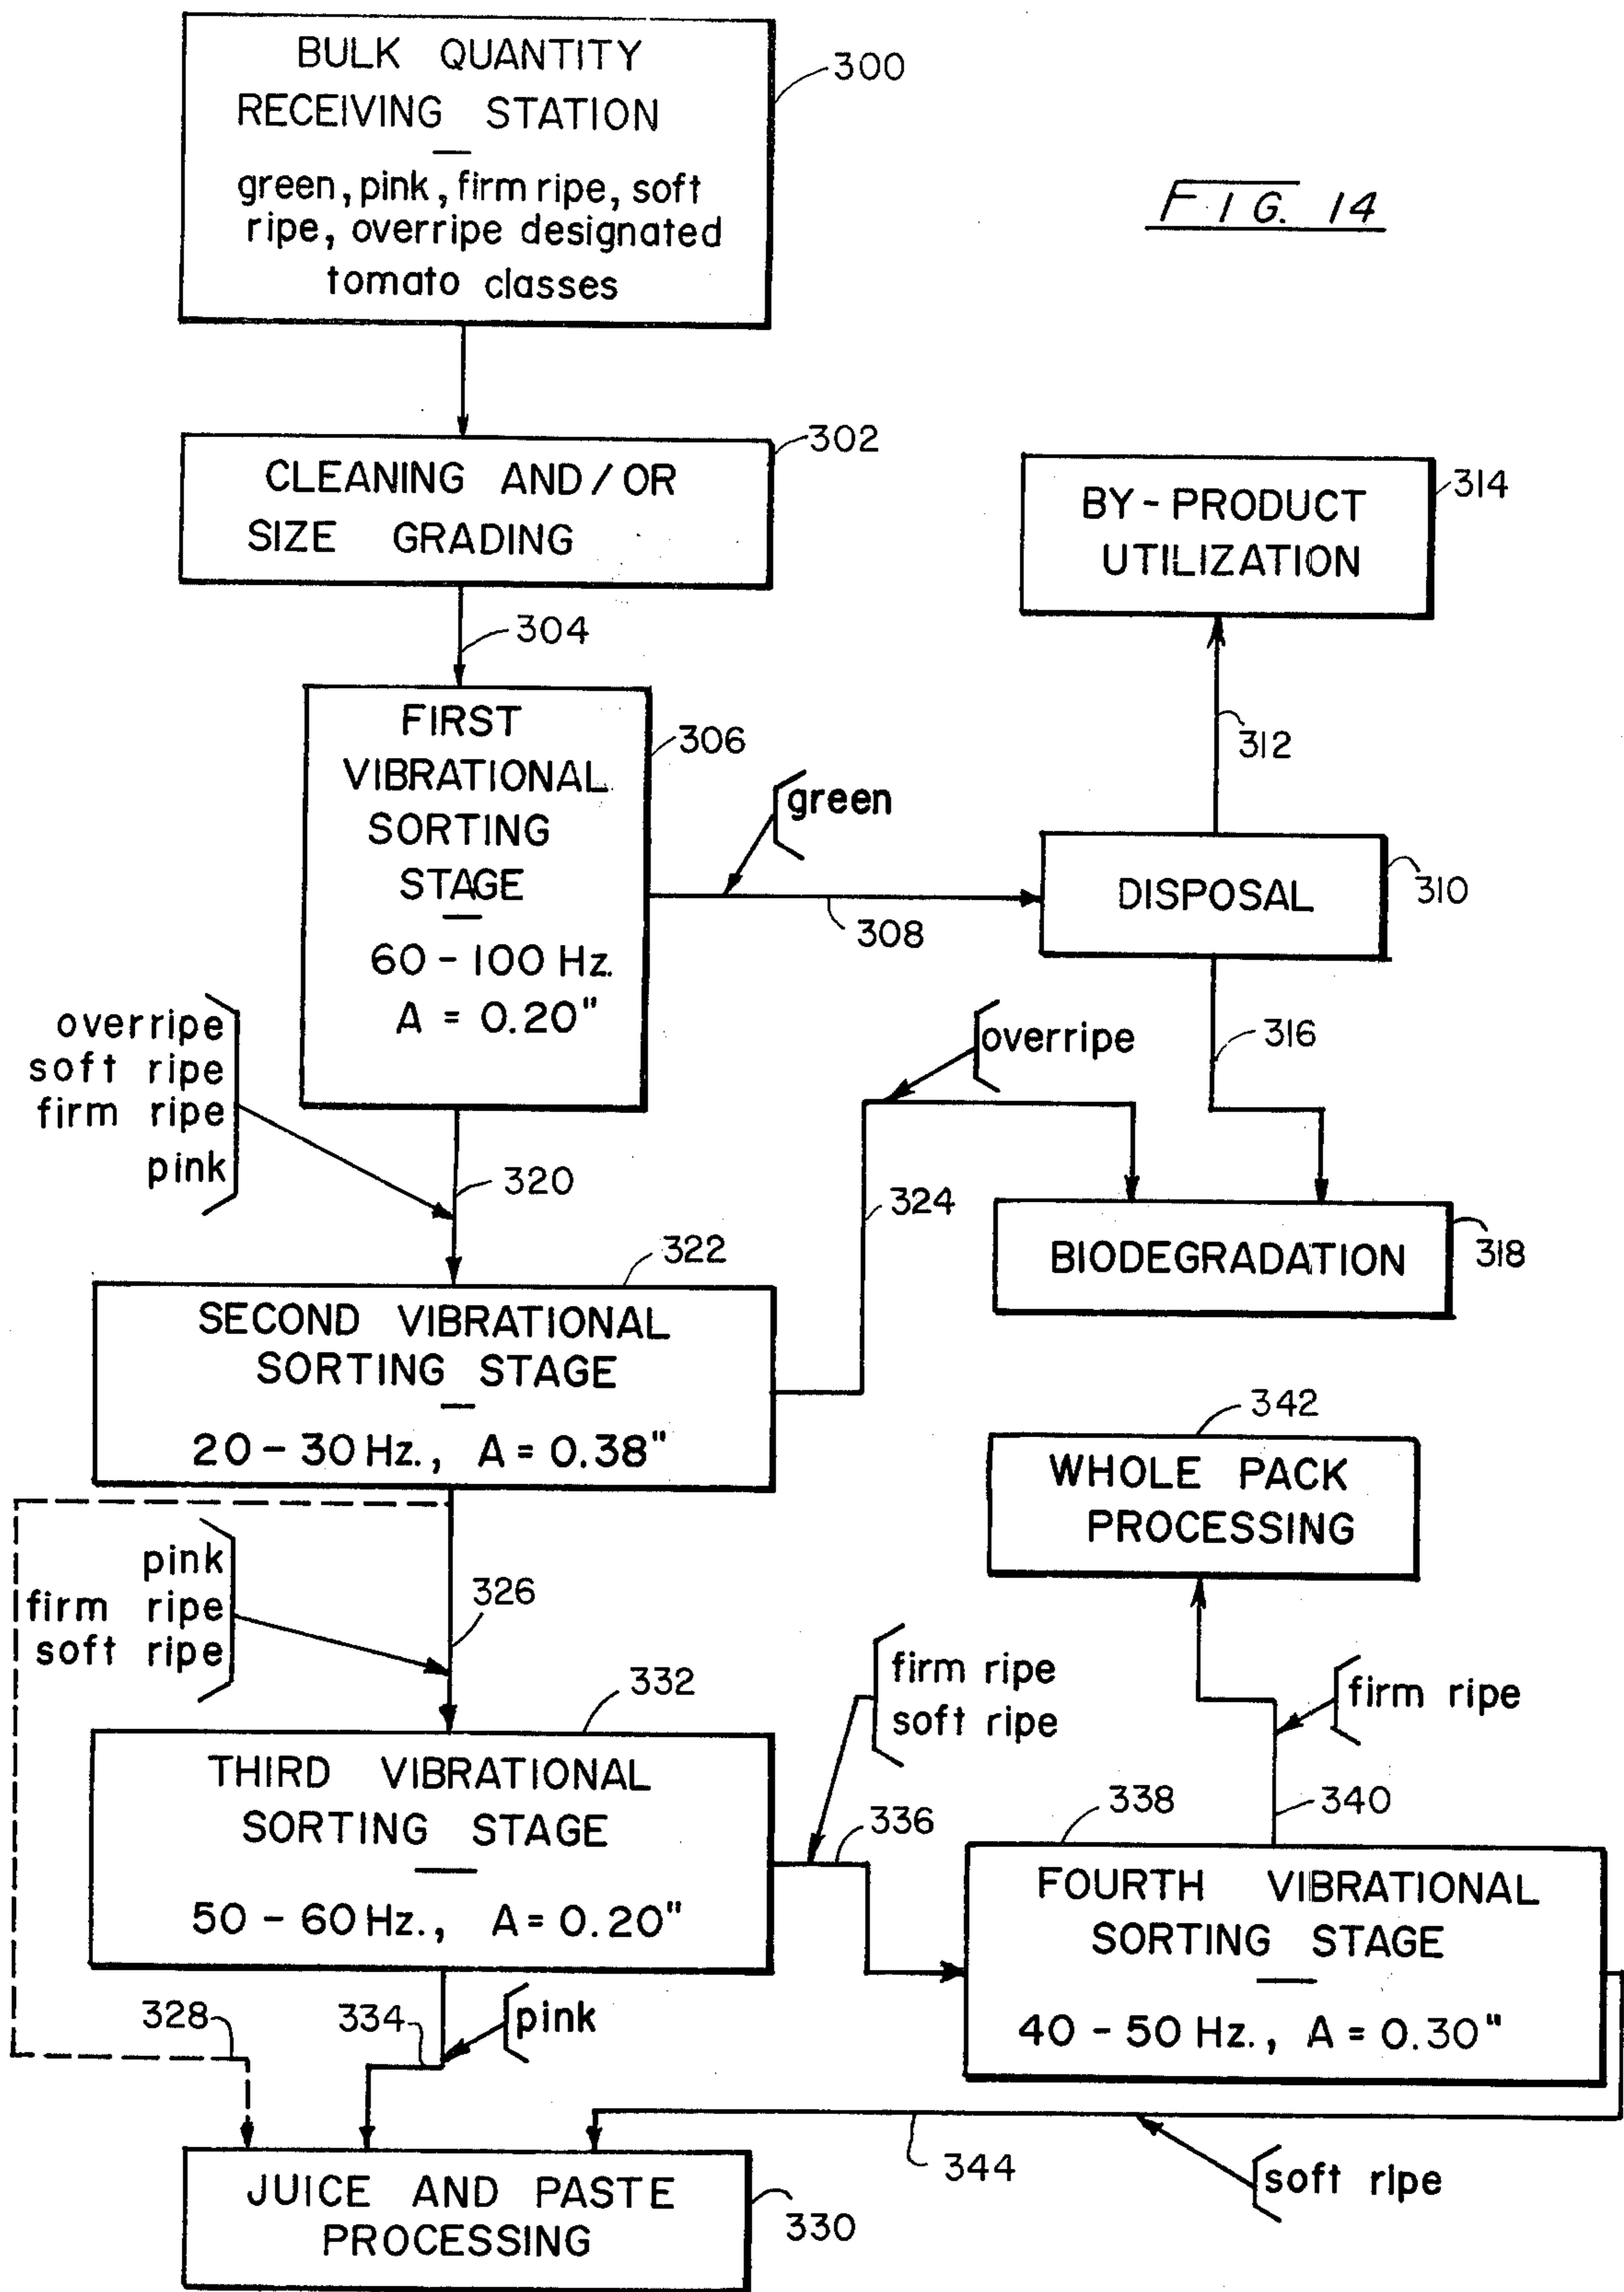 BULK QUANTITY
RECEIVING STATION
—
green, pink, firm ripe, soft
ripe, overripe designated
tomato classes
300
FIG. 14
CLEANING AND/OR
SIZE GRADING
302
304
BY-PRODUCT
UTILIZATION
314
312
FIRST
VIBRATIONAL
SORTING
STAGE
—
60 - 100 Hz.
A = 0.20"
306
green
308
DISPOSAL
310
316
overripe
soft ripe
firm ripe
pink
320
overripe
324
BIODEGRADATION
318
322
SECOND VIBRATIONAL
SORTING STAGE
—
20 - 30 Hz., A = 0.38"
342
WHOLE PACK
PROCESSING
pink
firm ripe
soft ripe
326
332
THIRD VIBRATIONAL
SORTING STAGE
—
50 - 60 Hz., A = 0.20"
firm ripe
soft ripe
336
firm ripe
340
338
FOURTH VIBRATIONAL
SORTING STAGE
—
40 - 50 Hz., A = 0.30"
328
334
pink
344
soft ripe
JUICE AND PASTE
PROCESSING
330